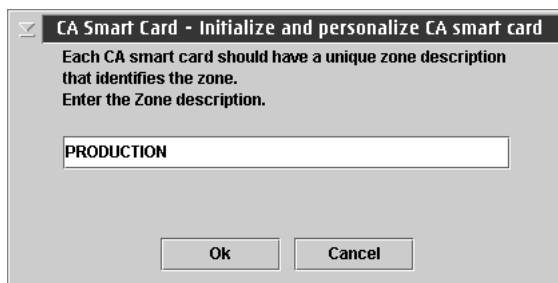 CA Smart Card - Initialize and personalize CA smart card
Each CA smart card should have a unique zone description
that identifies the zone.
Enter the Zone description.
PRODUCTION
Ok
Cancel